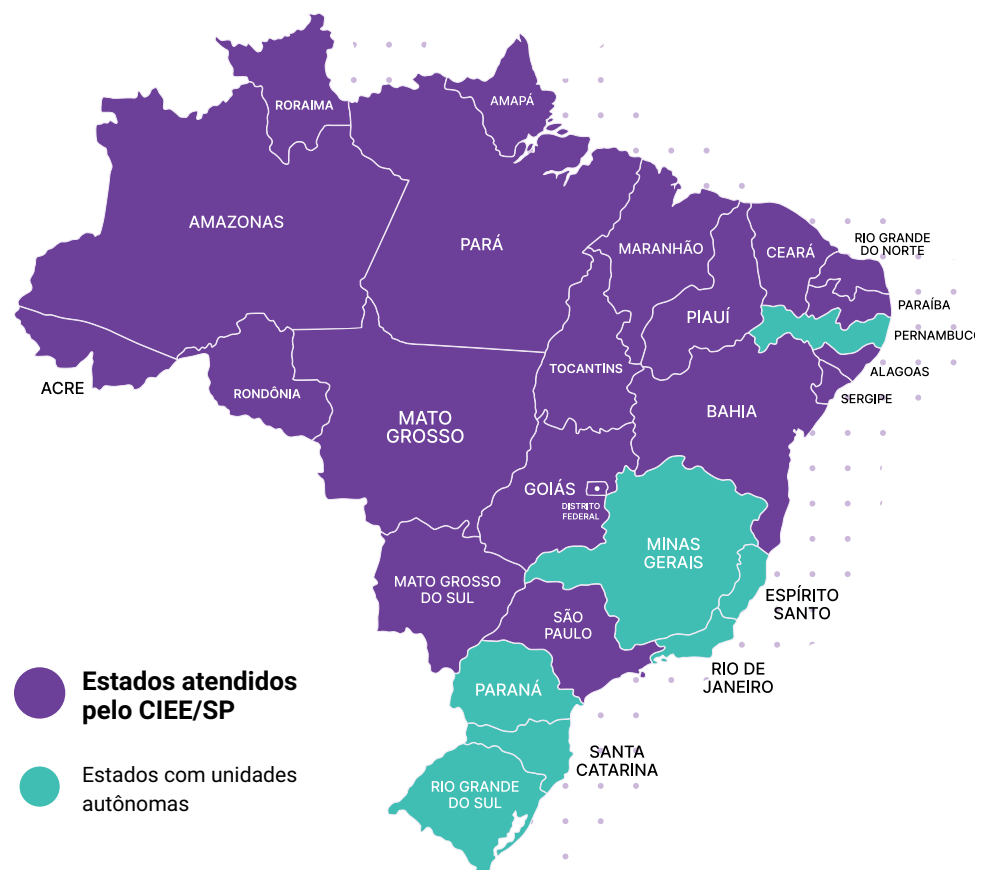 RORAIMA
AMAPÁ
AMAZONAS
PARÁ
MARANHÃO
CEARÁ
RIO GRANDE
DO NORTE
PARAÍBA
PIAUÍ
PERNAMBUC
ALAGOAS
SERGIPE
TOCANTINS
ACRE
RONDÔNIA
MATO
GROSSO
BAHIA
GOIÁS
DISTRITO
FEDERAL
MINAS
GERAIS
MATO GROSSO
DO SUL
ESPÍRITO
SANTO
SÃO
PAULO
RIO DE
JANEIRO
PARANÁ
SANTA
CATARINA
RIO GRANDE
DO SUL
Estados atendidos
pelo CIEE/SP
Estados com unidades
autônomas